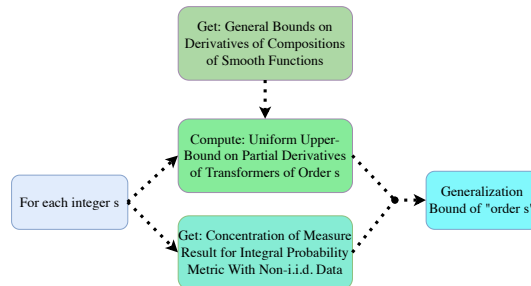 Get: General Bounds on
Derivatives of Compositions
of Smooth Functions
Compute: Uniform Upper-
Bound on Partial Derivatives
of Transformers of Order s
For each integer s
Generalization
Bound of "order s"
Get: Concentration of Measure
Result for Integral Probability
Metric With Non-i.i.d. Data